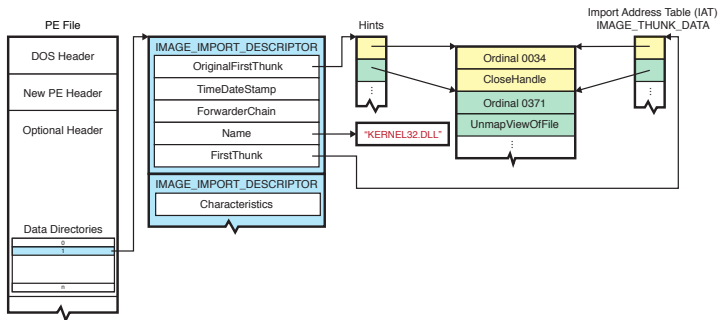 PE File
DOS Header
New PE Header
Optional Header
Data Directories
0
1
n
IMAGE_IMPORT_DESCRIPTOR
OriginalFirstThunk
TimeDateStamp
ForwarderChain
Name
FirstThunk
IMAGE_IMPORT_DESCRIPTOR
Characteristics
Hints
"KERNEL32.DLL"
Ordinal 0034
CloseHandle
Ordinal 0371
UnmapViewOfFile
Import Address Table (IAT)
IMAGE_THUNK_DATA